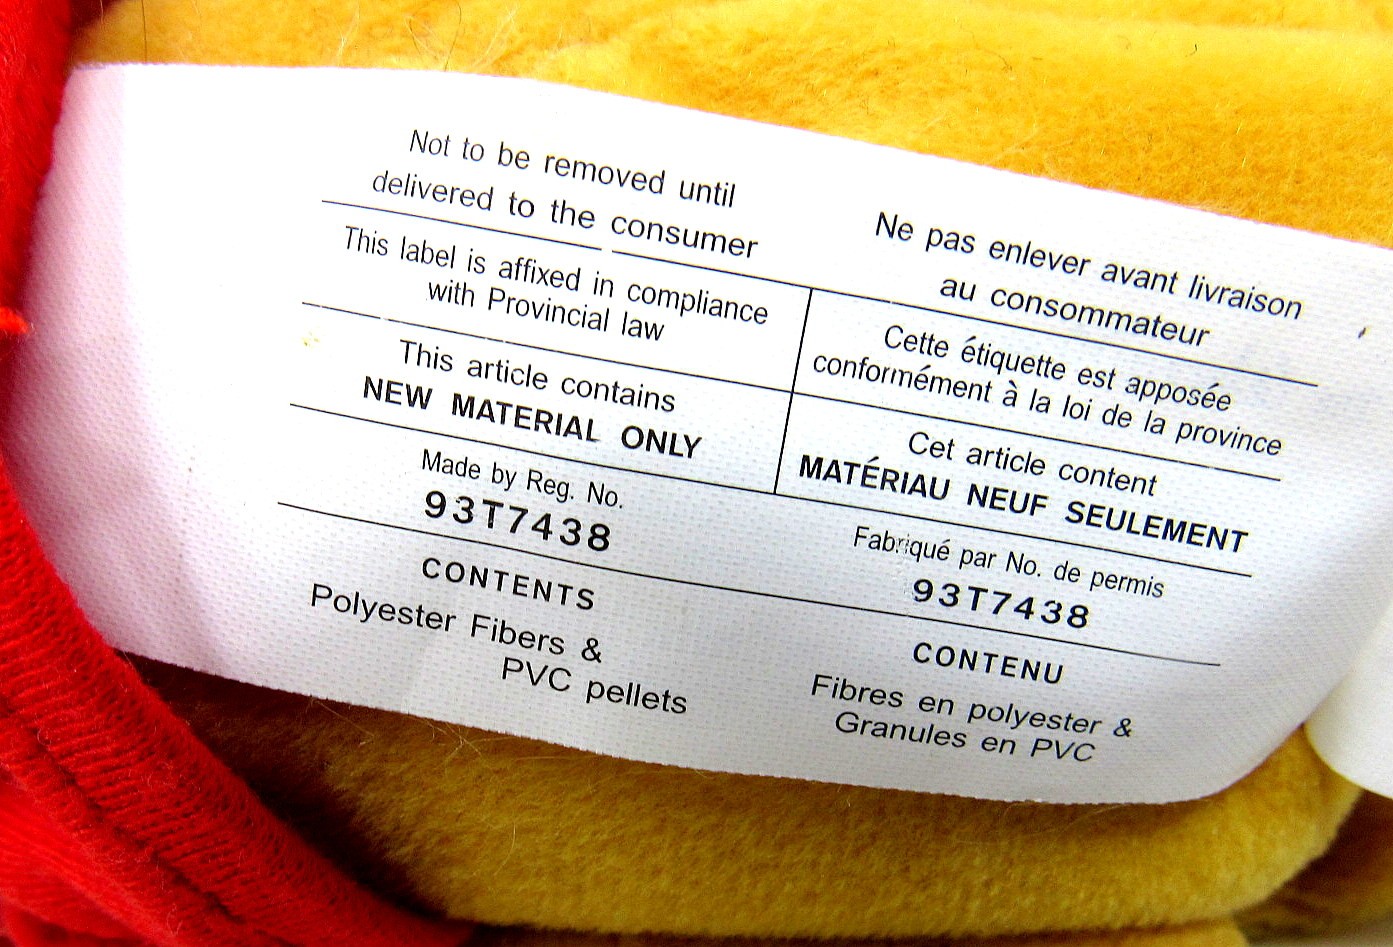 Not to be removed until
delivered to the consumer
Ne pas enlever avant livraison
au consommateur
This label is affixed in compliance
with Provincial law
Cette étiquette est apposée
conformément à la loi de la province
This article contains
NEW MATERIAL ONLY
Cet article content
MATÉRIAU NEUF SEULEMENT
Made by Reg. No.
93T7438
Fabriqué par No. de permis
93T7438
CONTENTS
Polyester Fibers &
PVC pellets
CONTENU
Fibres en polyester &
Granules en PVC